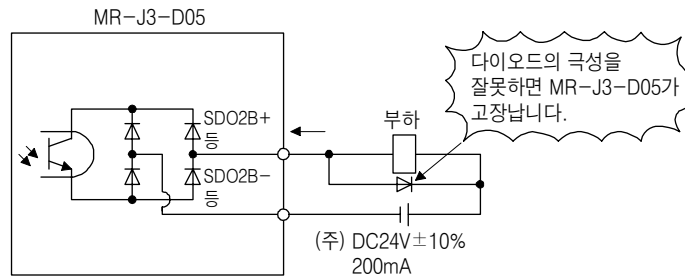 MR-J3-D05
다이오드의 극성을
잘못하면 MR-J3-D05가
고장납니다.
SDO2B+
등
부하
SDO2B-
등
(주) DC24V±10%
200mA